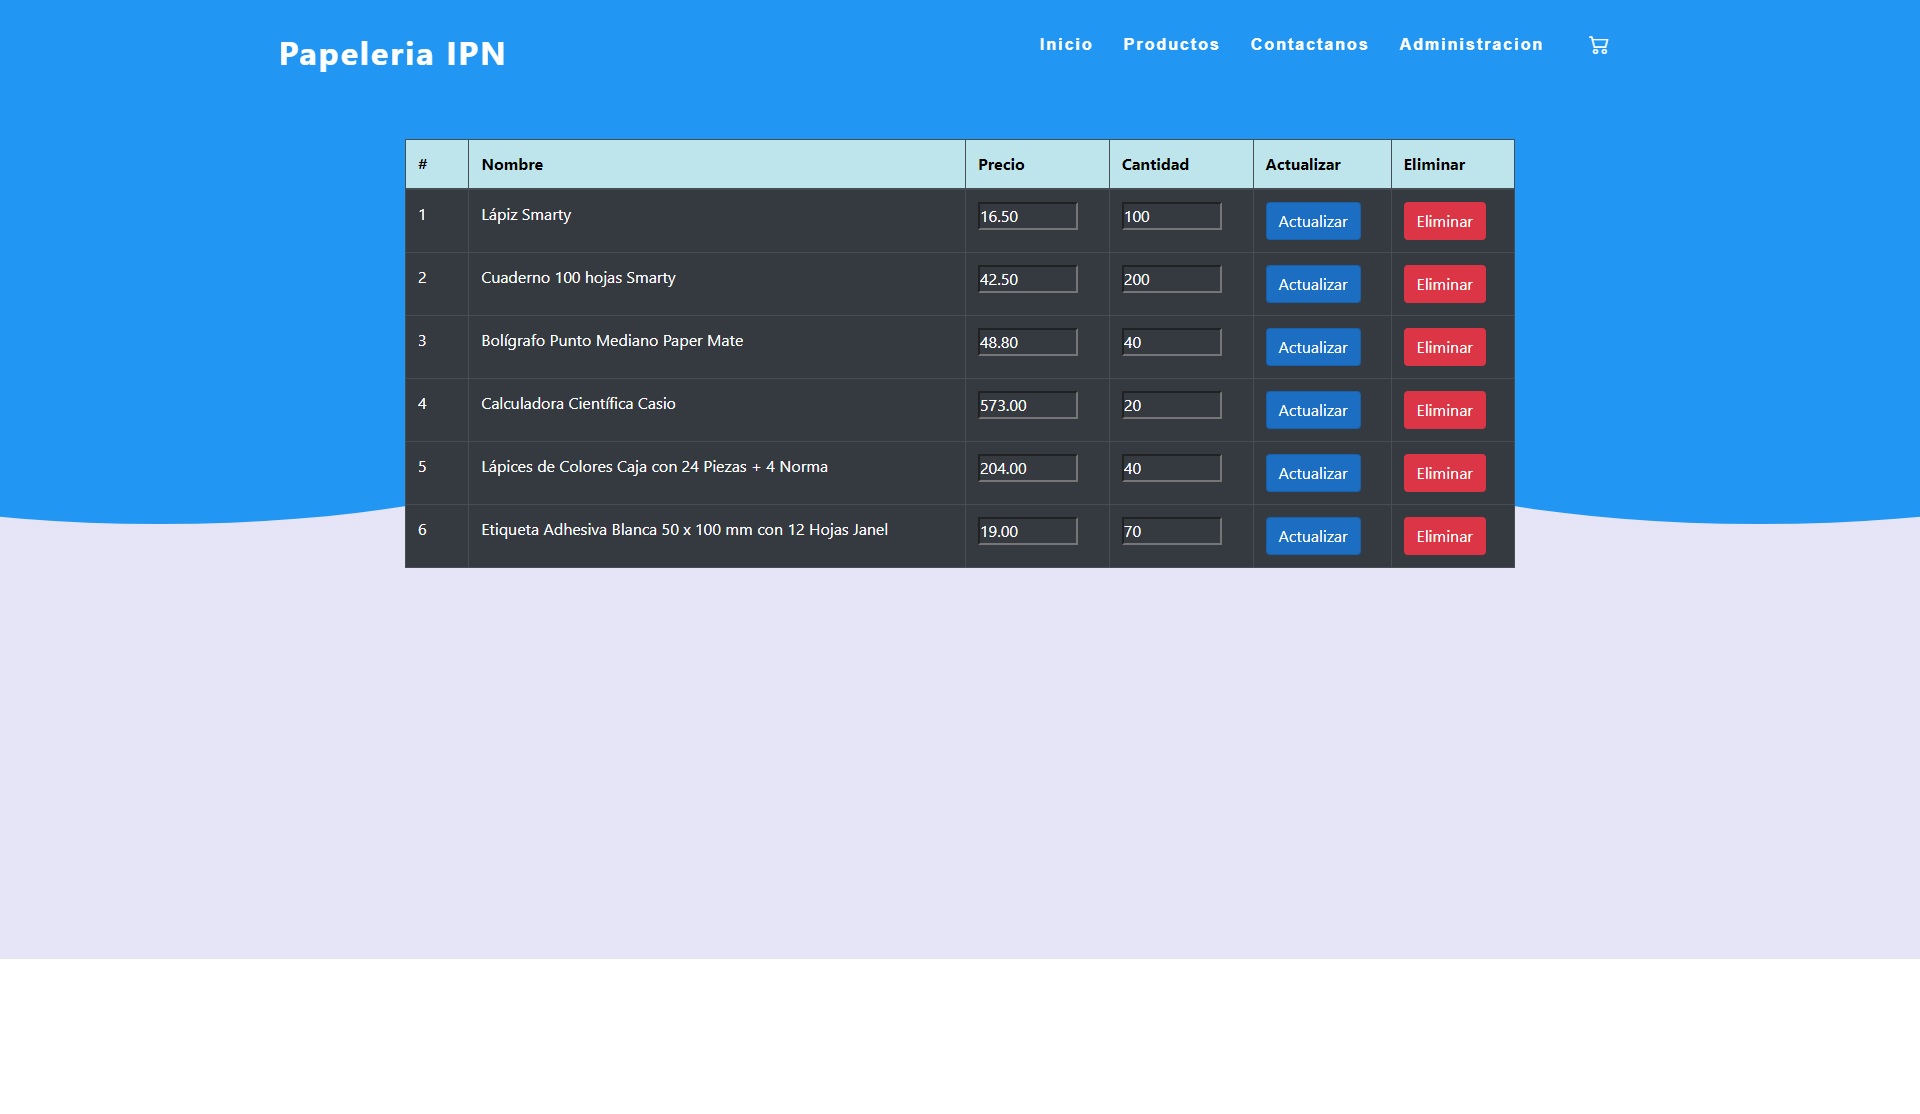 Papeleria IPN
Inicio Productos Contactanos Administracion
# Nombre Precio Cantidad Actualizar Eliminar
1 Lápiz Smarty 16.50 100 Actualizar Eliminar
2 Cuaderno 100 hojas Smarty 42.50 200 Actualizar Eliminar
3 Bolígrafo Punto Mediano Paper Mate 48.80 40 Actualizar Eliminar
4 Calculadora Científica Casio 573.00 20 Actualizar Eliminar
5 Lápices de Colores Caja con 24 Piezas + 4 Norma 204.00 40 Actualizar Eliminar
6 Etiqueta Adhesiva Blanca 50 x 100 mm con 12 Hojas Janel 19.00 70 Actualizar Eliminar